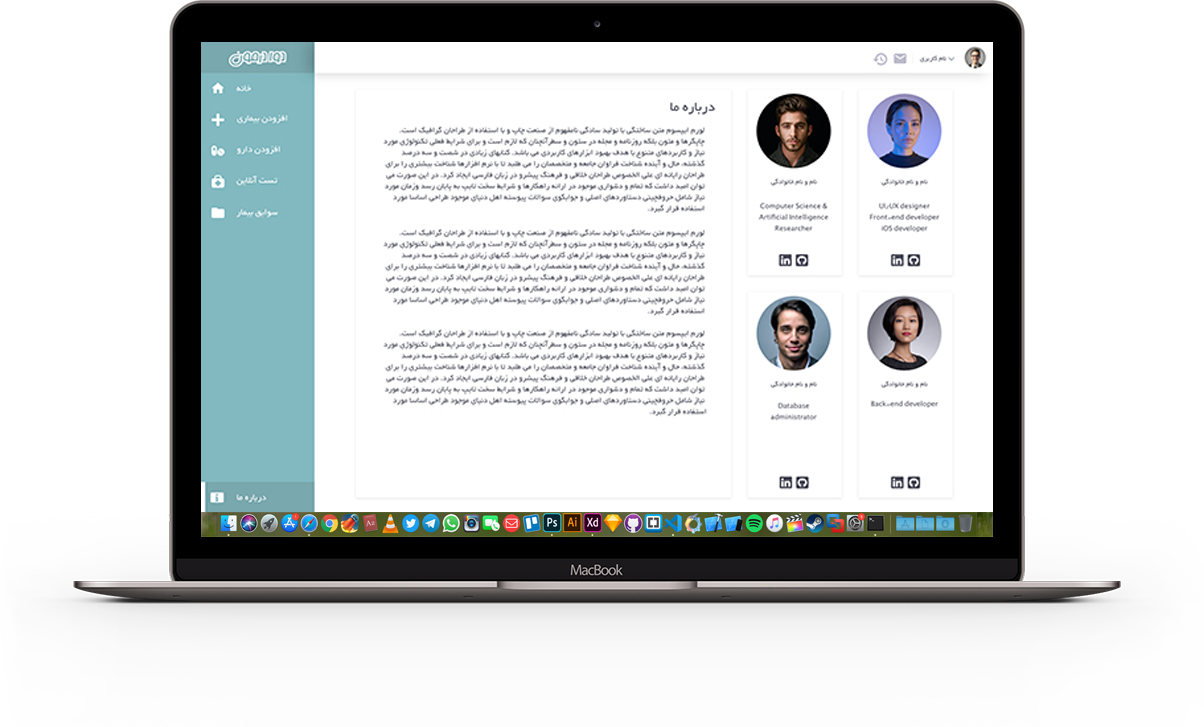 دوادرمون
نام کاربری
خانه
افزودن بیماری
افزودن دارو
تست آنلاین
سوابق بیمار
درباره ما
درباره ما
لورم ایپسوم متن ساختگی با تولید سادگی نامفهوم از صنعت چاپ و با استفاده از طراحان گرافیک است.
چاپگرها و متون بلکه روزنامه و مجله در ستون و سطرآنچنان که لازم است و برای شرایط فعلی تکنولوژی مورد
نیاز و کاربردهای متنوع با هدف بهبود ابزارهای کاربردی می باشد. کتابهای زیادی در شصت و سه درصد
گذشته، حال و آینده شناخت فراوان جامعه و متخصصان را می طلبد تا با نرم افزارها شناخت بیشتری را برای
طراحان رایانه ای علی الخصوص طراحان خلاقی و فرهنگ پیشرو در زبان فارسی ایجاد کرد. در این صورت می
توان امید داشت که تمام و دشواری موجود در ارائه راهکارها و شرایط سخت تایپ به پایان رسد وزمان مورد
نیاز شامل حروفچینی دستاوردهای اصلی و جوابگوی سوالات پیوسته اهل دنیای موجود طراحی اساسا مورد
استفاده قرار گیرد.
لورم ایپسوم متن ساختگی با تولید سادگی نامفهوم از صنعت چاپ و با استفاده از طراحان گرافیک است.
چاپگرها و متون بلکه روزنامه و مجله در ستون و سطرآنچنان که لازم است و برای شرایط فعلی تکنولوژی مورد
نیاز و کاربردهای متنوع با هدف بهبود ابزارهای کاربردی می باشد. کتابهای زیادی در شصت و سه درصد
گذشته، حال و آینده شناخت فراوان جامعه و متخصصان را می طلبد تا با نرم افزارها شناخت بیشتری را برای
طراحان رایانه ای علی الخصوص طراحان خلاقی و فرهنگ پیشرو در زبان فارسی ایجاد کرد. در این صورت می
توان امید داشت که تمام و دشواری موجود در ارائه راهکارها و شرایط سخت تایپ به پایان رسد وزمان مورد
نیاز شامل حروفچینی دستاوردهای اصلی و جوابگوی سوالات پیوسته اهل دنیای موجود طراحی اساسا مورد
استفاده قرار گیرد.
لورم ایپسوم متن ساختگی با تولید سادگی نامفهوم از صنعت چاپ و با استفاده از طراحان گرافیک است.
چاپگرها و متون بلکه روزنامه و مجله در ستون و سطرآنچنان که لازم است و برای شرایط فعلی تکنولوژی مورد
نیاز و کاربردهای متنوع با هدف بهبود ابزارهای کاربردی می باشد. کتابهای زیادی در شصت و سه درصد
گذشته، حال و آینده شناخت فراوان جامعه و متخصصان را می طلبد تا با نرم افزارها شناخت بیشتری را برای
طراحان رایانه ای علی الخصوص طراحان خلاقی و فرهنگ پیشرو در زبان فارسی ایجاد کرد. در این صورت می
توان امید داشت که تمام و دشواری موجود در ارائه راهکارها و شرایط سخت تایپ به پایان رسد وزمان مورد
نیاز شامل حروفچینی دستاوردهای اصلی و جوابگوی سوالات پیوسته اهل دنیای موجود طراحی اساسا مورد
استفاده قرار گیرد.
نام و نام خانوادگی
UI/UX designer
Front-end developer
iOS developer
نام و نام خانوادگی
Computer Science &
Artificial Intelligence
Researcher
نام و نام خانوادگی
Back-end developer
نام و نام خانوادگی
Database
administrator
Aa
Ps
Ai
Xd
MacBook